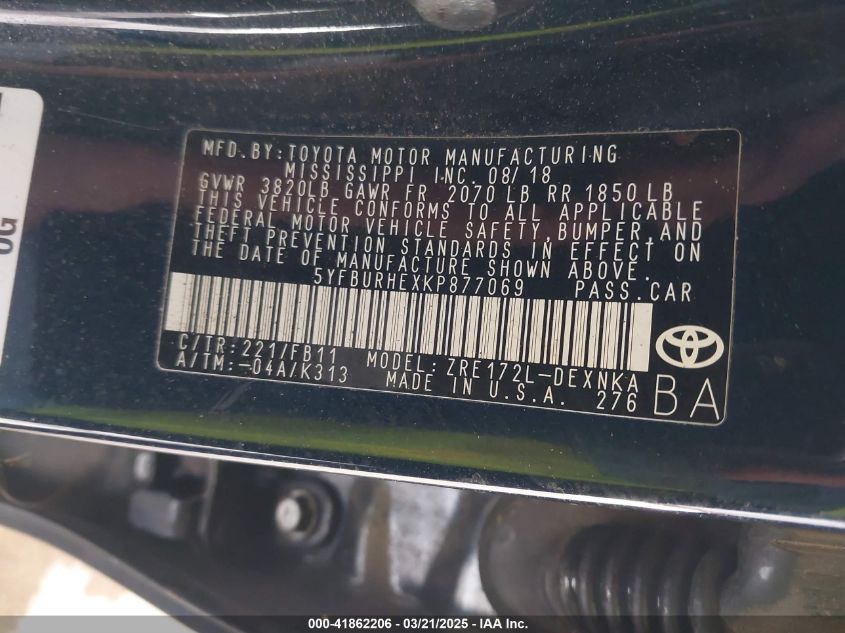 MFD. BY: TOYOTA MOTOR MANUFACTURING
MISSISSIPPI INC. 08/18
GVWR 3820LB GAWR FR 2070 LB RR 1850 LB
THIS VEHICLE CONFORMS TO ALL APPLICABLE
FEDERAL MOTOR VEHICLE SAFETY, BUMPER, AND
THEFT PREVENTION STANDARDS IN EFFECT ON
THE DATE OF MANUFACTURE SHOWN ABOVE.
5YFBURHEXKP877069 PASS. CAR
C/TR: 221/FB11 MODEL: ZRE172L-DEXNKA
A/TM: -04A/K313 MADE IN U.S.A. 276
BA
000-41862206 - 03/21/2025 - IAA Inc.